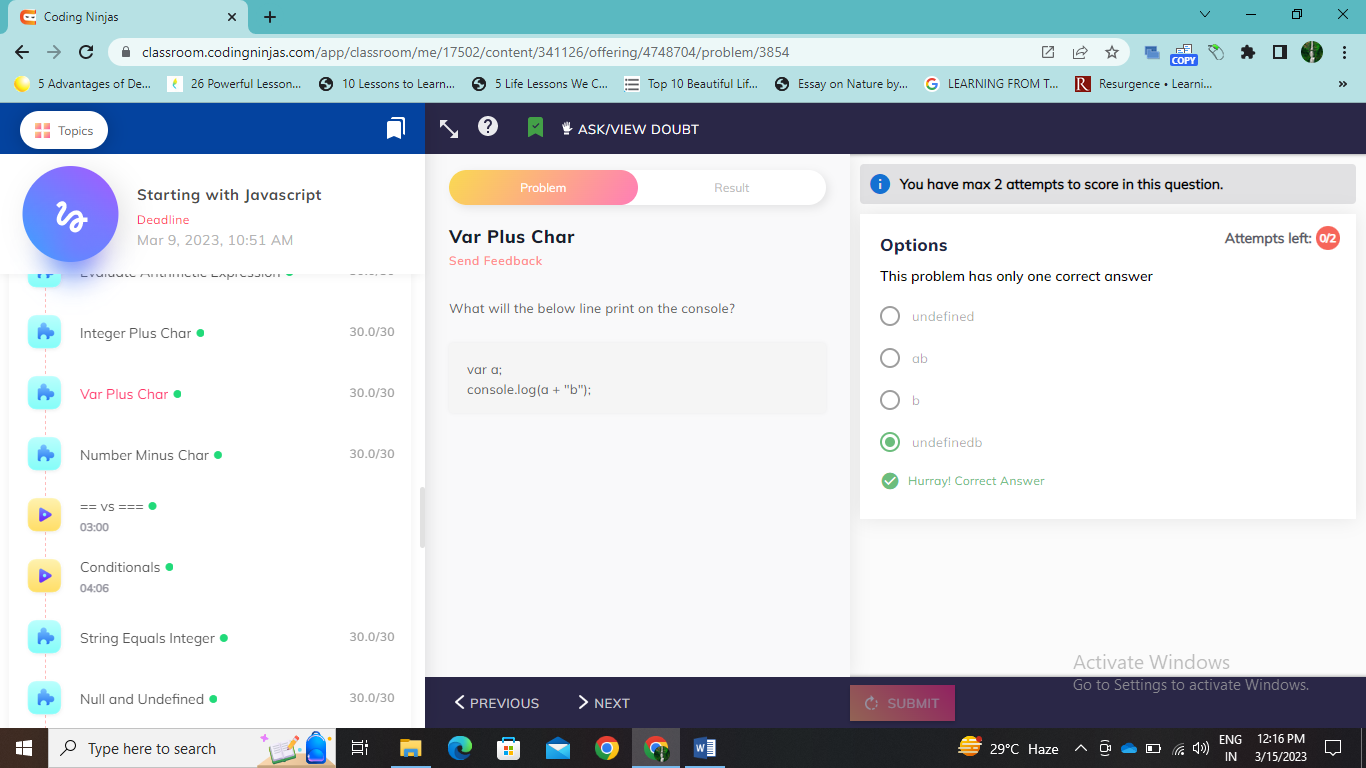 Coding Ninjas
classroom.codingninjas.com/app/classroom/me/17502/content/341126/offering/4748704/problem/3854
COPY
5 Advantages of De...
26 Powerful Lesson...
10 Lessons to Learn...
5 Life Lessons We C...
Top 10 Beautiful Lif...
Essay on Nature by...
LEARNING FROM T...
Resurgence • Learni...
»
Topics
ASK/VIEW DOUBT
Starting with Javascript
Deadline
Mar 9, 2023, 10:51 AM
Evaluate Arithmetic Expression 30.0/30
Integer Plus Char 30.0/30
Var Plus Char 30.0/30
Number Minus Char 30.0/30
== vs ===
03:00
Conditionals
04:06
String Equals Integer 30.0/30
Null and Undefined 30.0/30
Problem
Result
Var Plus Char
Send Feedback
What will the below line print on the console?
var a;
console.log(a + "b");
PREVIOUS
NEXT
You have max 2 attempts to score in this question.
Options
Attempts left: 0/2
This problem has only one correct answer
undefined
ab
b
undefinedb
Hurray! Correct Answer
Activate Windows
Go to Settings to activate Windows.
SUBMIT
Type here to search
29°C Haze
ENG
IN
12:16 PM
3/15/2023